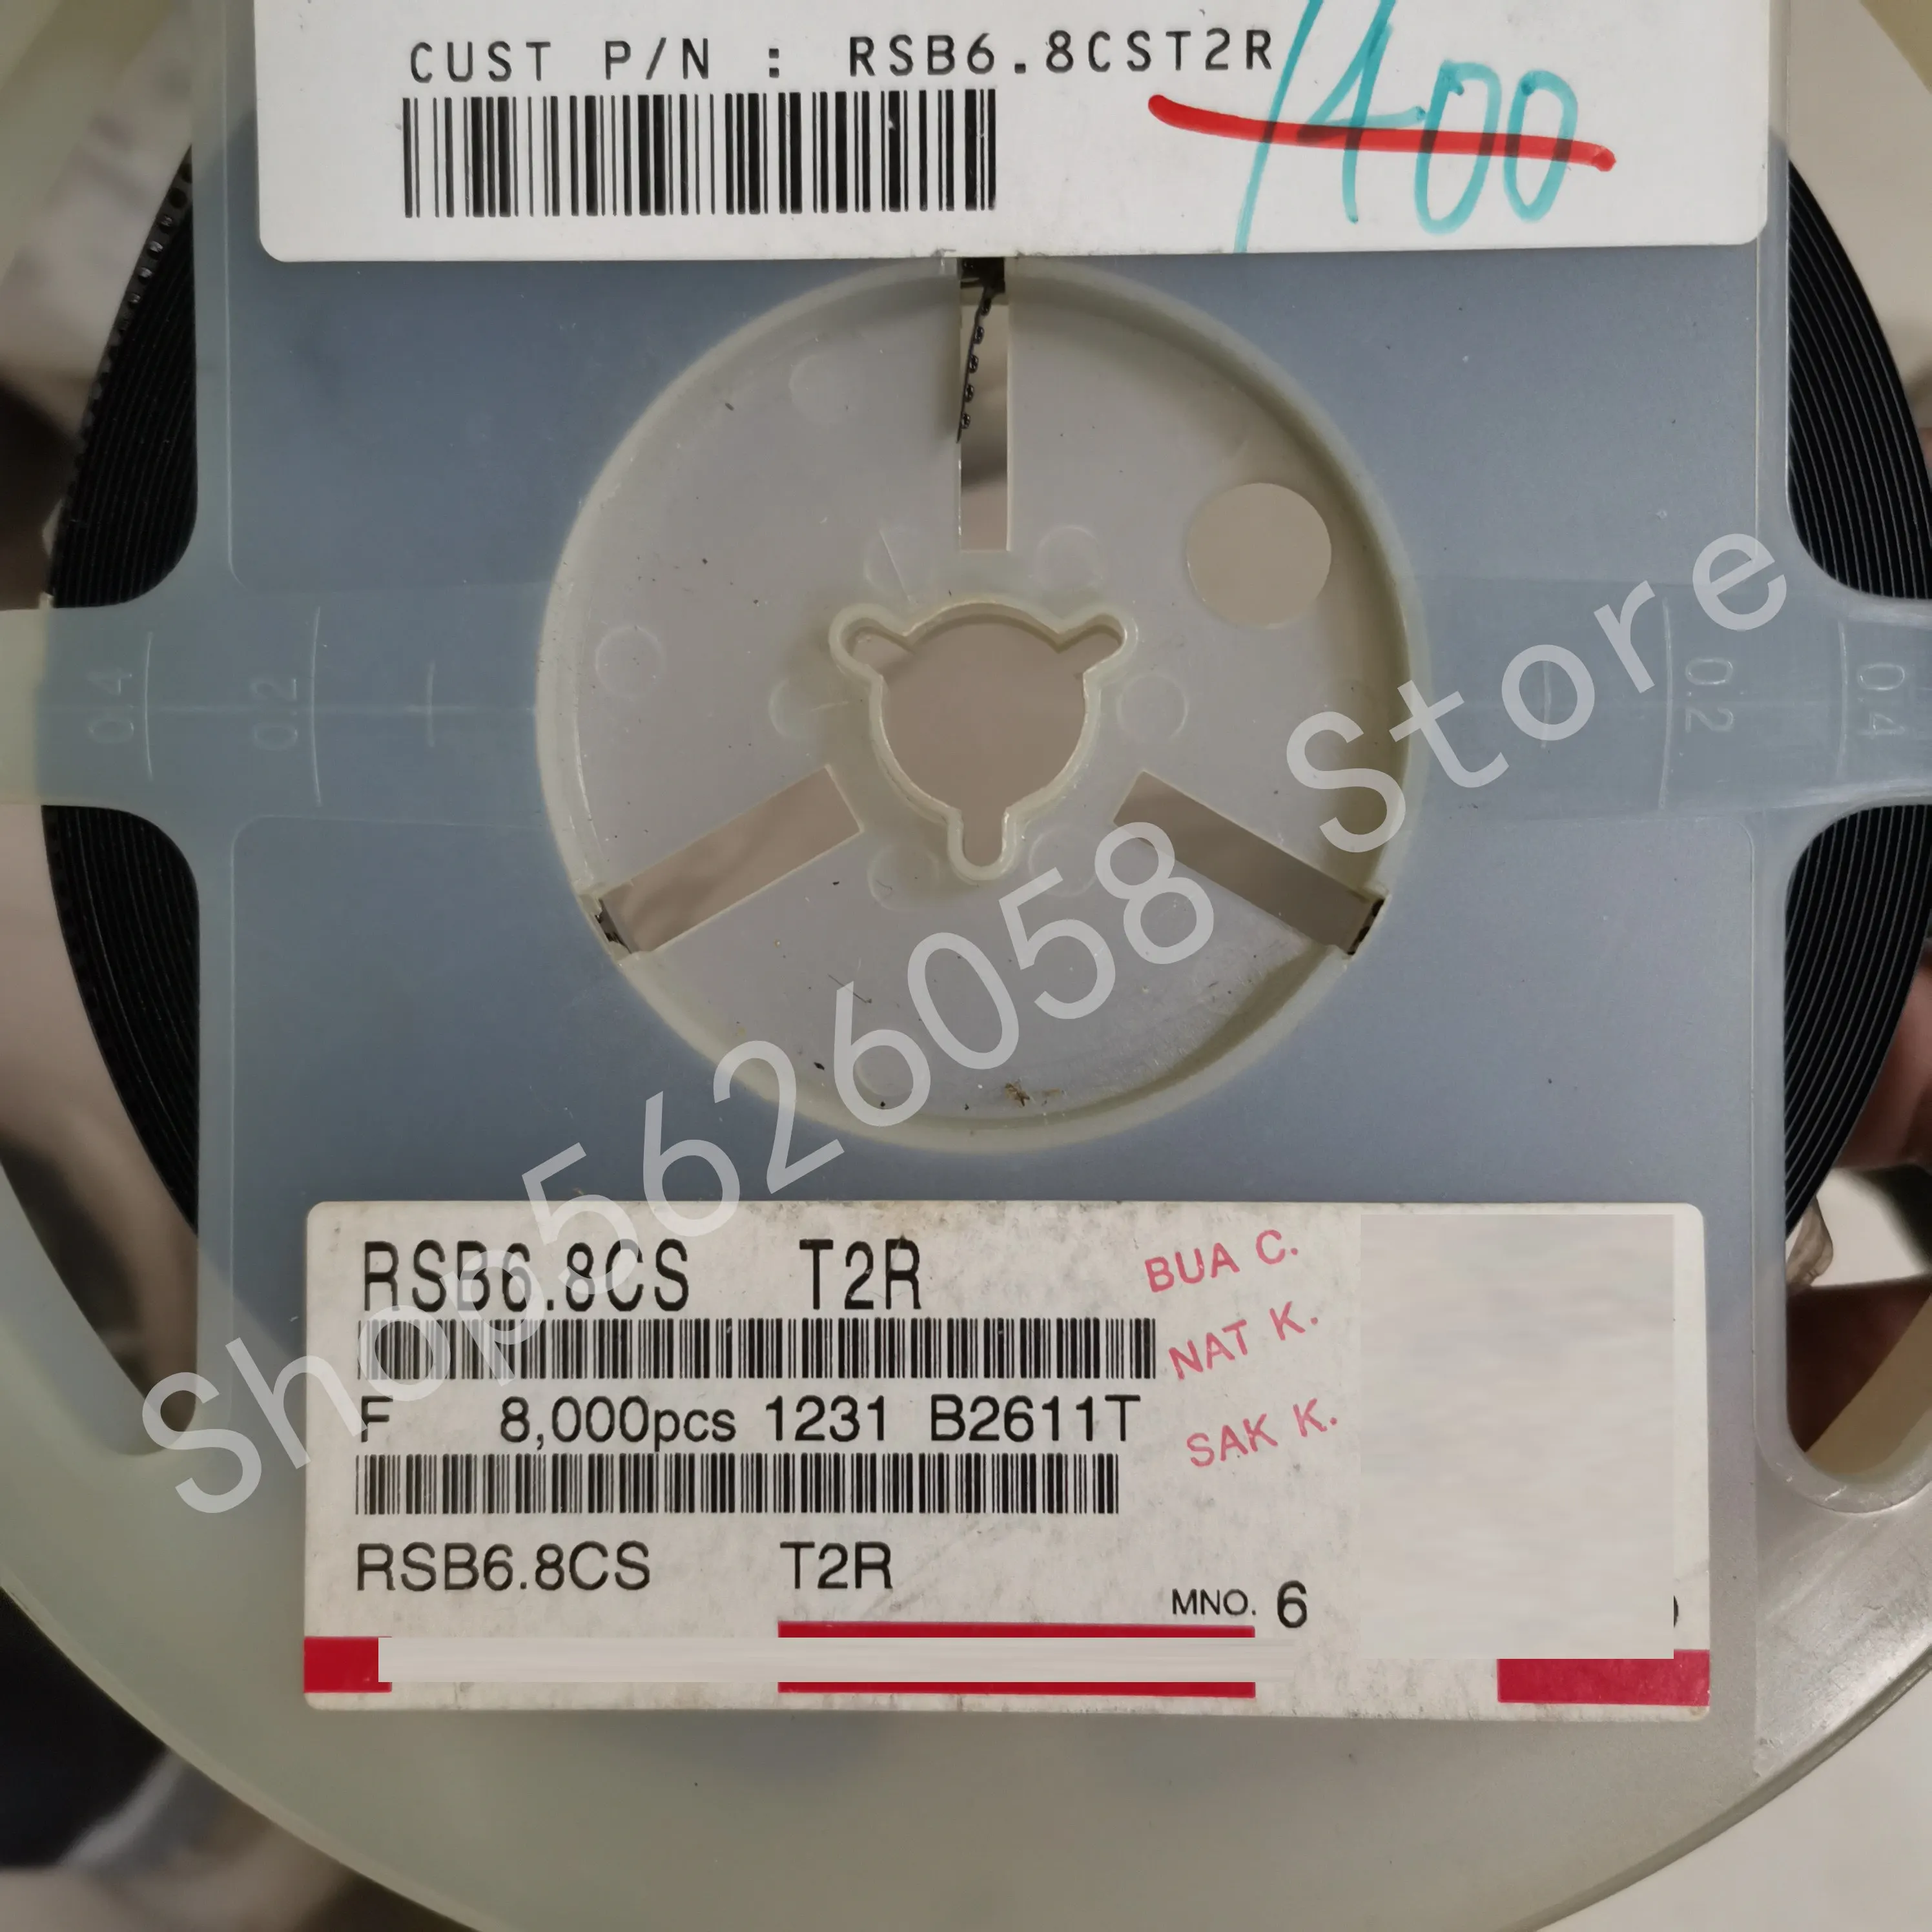 CUST P/N : RSB6.8CST2R
/400
0.4
0.2
0.2
0.4
Shop5626058 Store
RSB6.8CS T2R
BUA C.
NAT K.
F 8,000pcs 1231 B2611T
SAK K.
RSB6.8CS T2R
MNO. 6